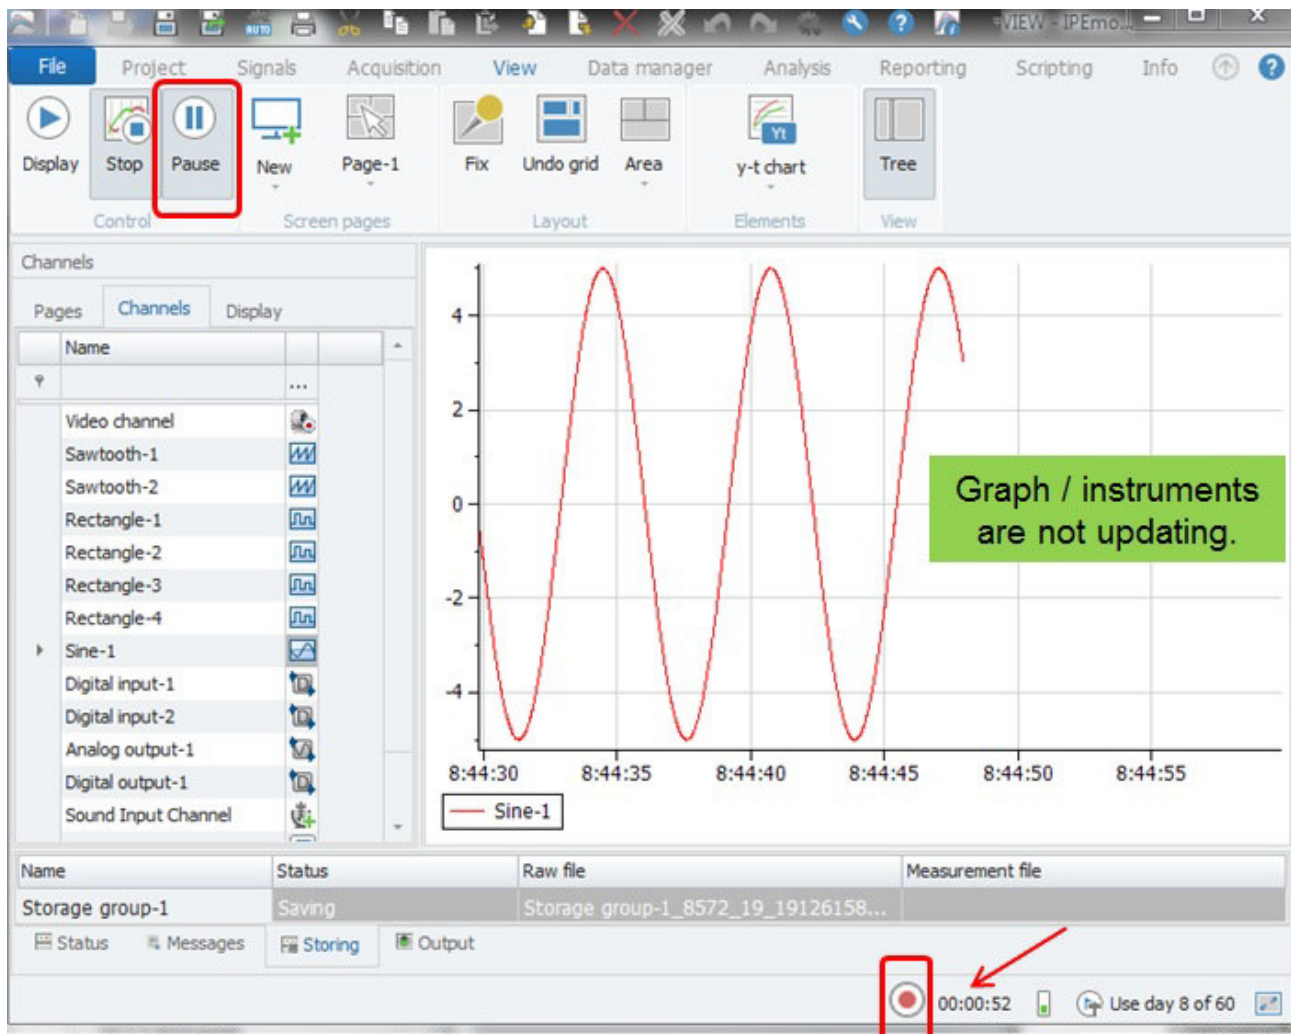 AUTO
VIEW - IPEmo...
File Project Signals Acquisition View Data manager Analysis Reporting Scripting Info
Display Stop Pause New Page-1 Fix Undo grid Area y-t chart Tree
Yt
Control Screen pages Layout Elements View
Channels
Pages Channels Display
Name
...
Video channel
Sawtooth-1
Sawtooth-2
Rectangle-1
Rectangle-2
Rectangle-3
Rectangle-4
Sine-1
Digital input-1
Digital input-2
Analog output-1
Digital output-1
Sound Input Channel
4
2
0
-2
-4
Graph / instruments
are not updating.
8:44:30 8:44:35 8:44:40 8:44:45 8:44:50 8:44:55
Sine-1
Name Status Raw file Measurement file
Storage group-1 Saving Storage group-1_8572_19_19126158...
Status Messages Storing Output
00:00:52 Use day 8 of 60